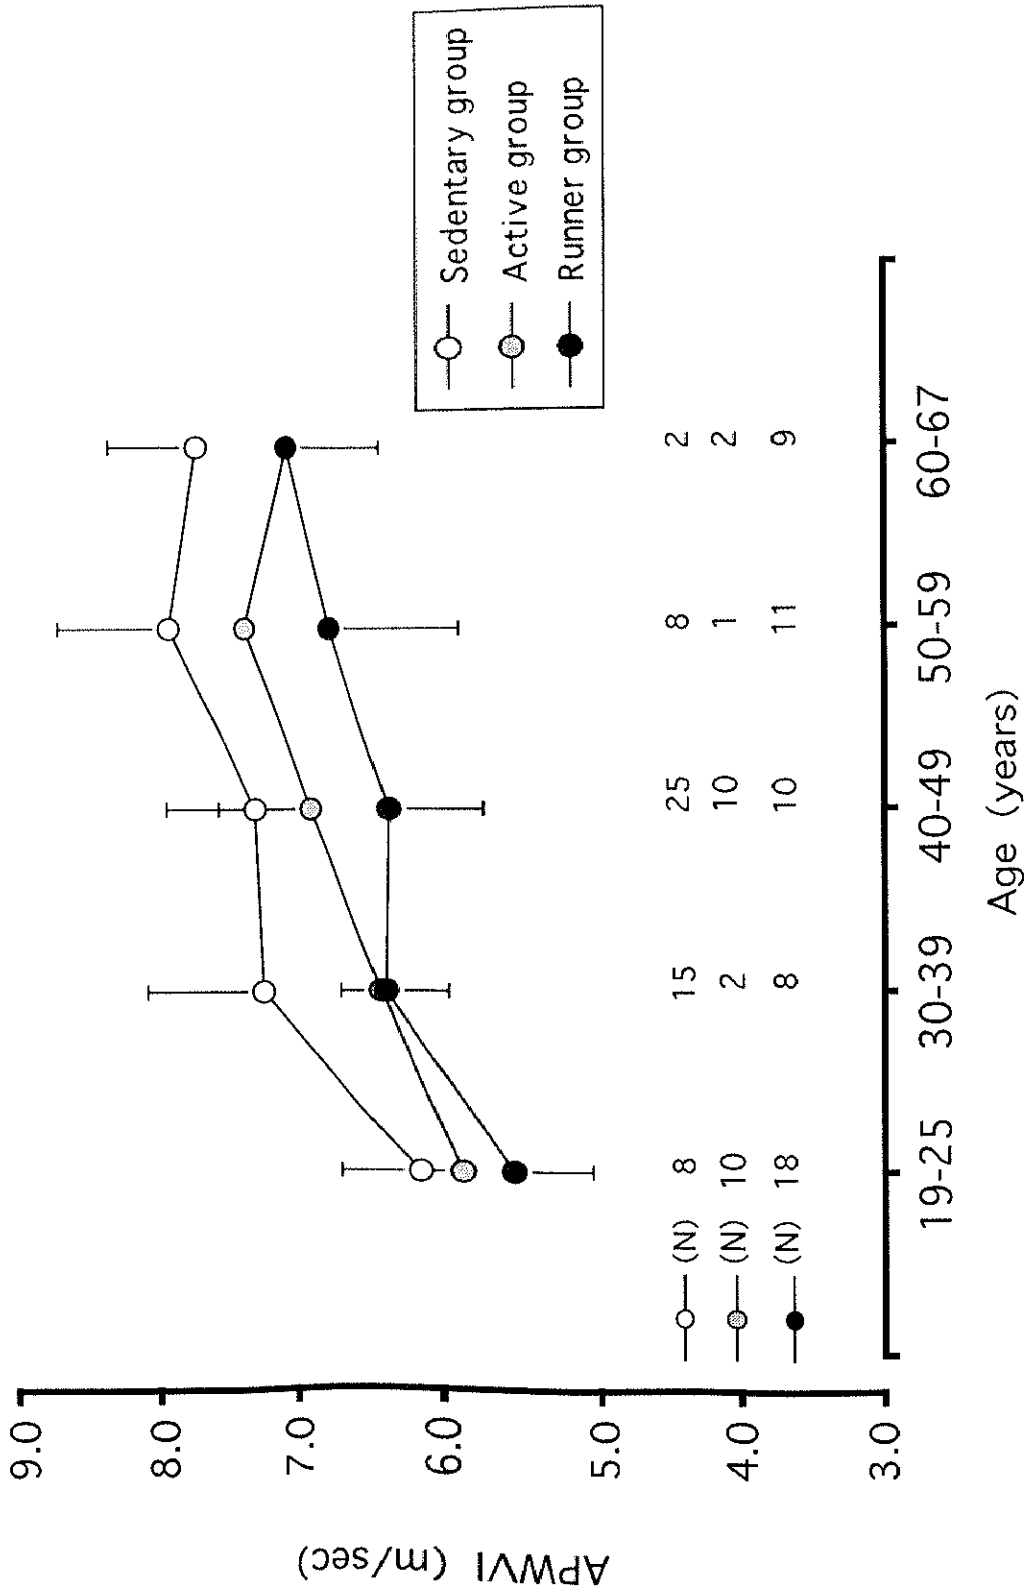 APWVI (m/sec)
9.0
8.0
7.0
6.0
5.0
4.0
3.0
Sedentary group
Active group
Runner group
(N) 8 15 25 8 2
(N) 10 2 10 1 2
(N) 18 8 10 11 9
19-25 30-39 40-49 50-59 60-67
Age (years)